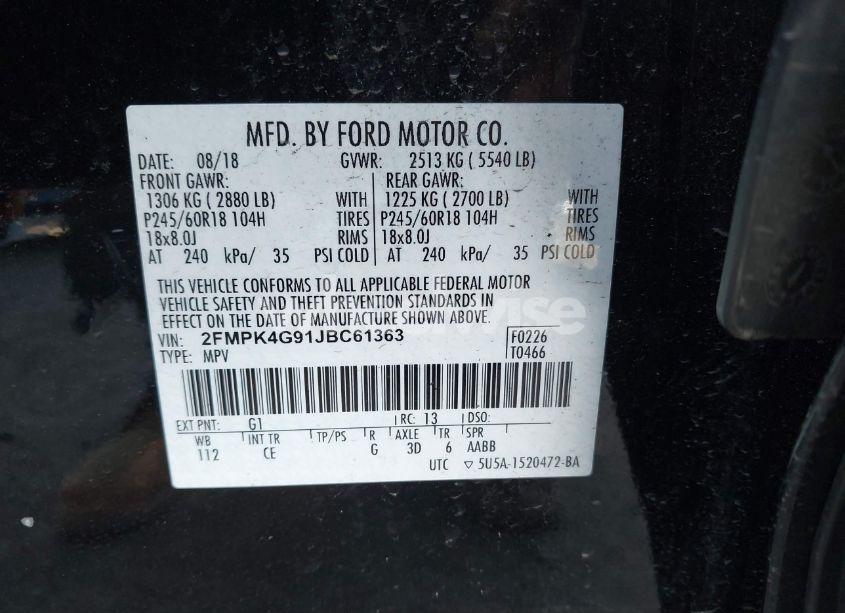 MFD. BY FORD MOTOR CO.
DATE: 08/18 GVWR: 2513 KG ( 5540 LB)
FRONT GAWR: REAR GAWR:
1306 KG ( 2880 LB) WITH 1225 KG ( 2700 LB) WITH
P245/60R18 104H TIRES P245/60R18 104H TIRES
18x8.0J RIMS 18x8.0J RIMS
AT 240 kPa/ 35 PSI COLD AT 240 kPa/ 35 PSI COLD
THIS VEHICLE CONFORMS TO ALL APPLICABLE FEDERAL MOTOR
VEHICLE SAFETY AND THEFT PREVENTION STANDARDS IN
EFFECT ON THE DATE OF MANUFACTURE SHOWN ABOVE.
VIN: 2FMPK4G91JBC61363 F0226
TYPE: MPV T0466
EXT PNT: G1 RC: 13 DSO:
WB INT TR TP/PS R AXLE TR SPR
112 CE G 3D 6 AABB
UTC ▽ 5U5A-1520472-BA